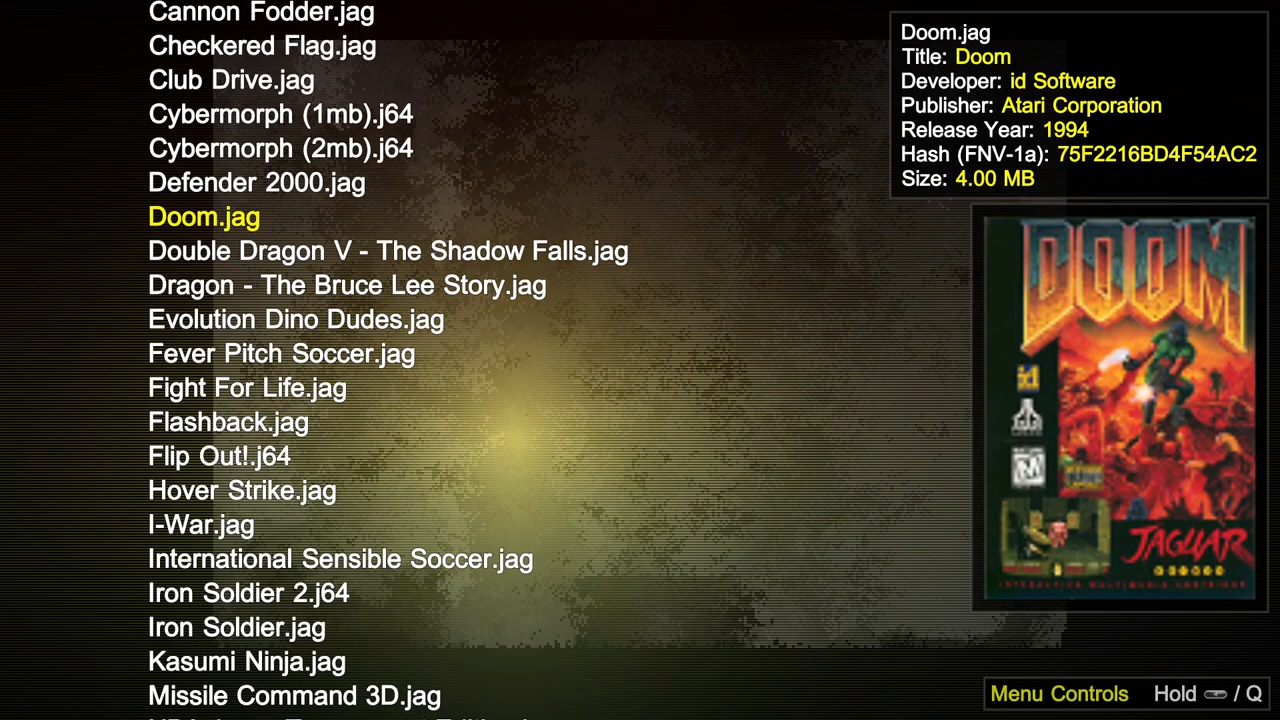 Cannon Fodder.jag
Checkered Flag.jag
Club Drive.jag
Cybermorph (1mb).j64
Cybermorph (2mb).j64
Defender 2000.jag
Doom.jag
Double Dragon V - The Shadow Falls.jag
Dragon - The Bruce Lee Story.jag
Evolution Dino Dudes.jag
Fever Pitch Soccer.jag
Fight For Life.jag
Flashback.jag
Flip Out!.j64
Hover Strike.jag
I-War.jag
International Sensible Soccer.jag
Iron Soldier 2.j64
Iron Soldier.jag
Kasumi Ninja.jag
Missile Command 3D.jag
Doom.jag
Title: Doom
Developer: id Software
Publisher: Atari Corporation
Release Year: 1994
Hash (FNV-1a): 75F2216BD4F54AC2
Size: 4.00 MB
DOOM
id
JAGUAR
INTERACTIVE MULTIMEDIA CARTRIDGE
Menu Controls Hold / Q